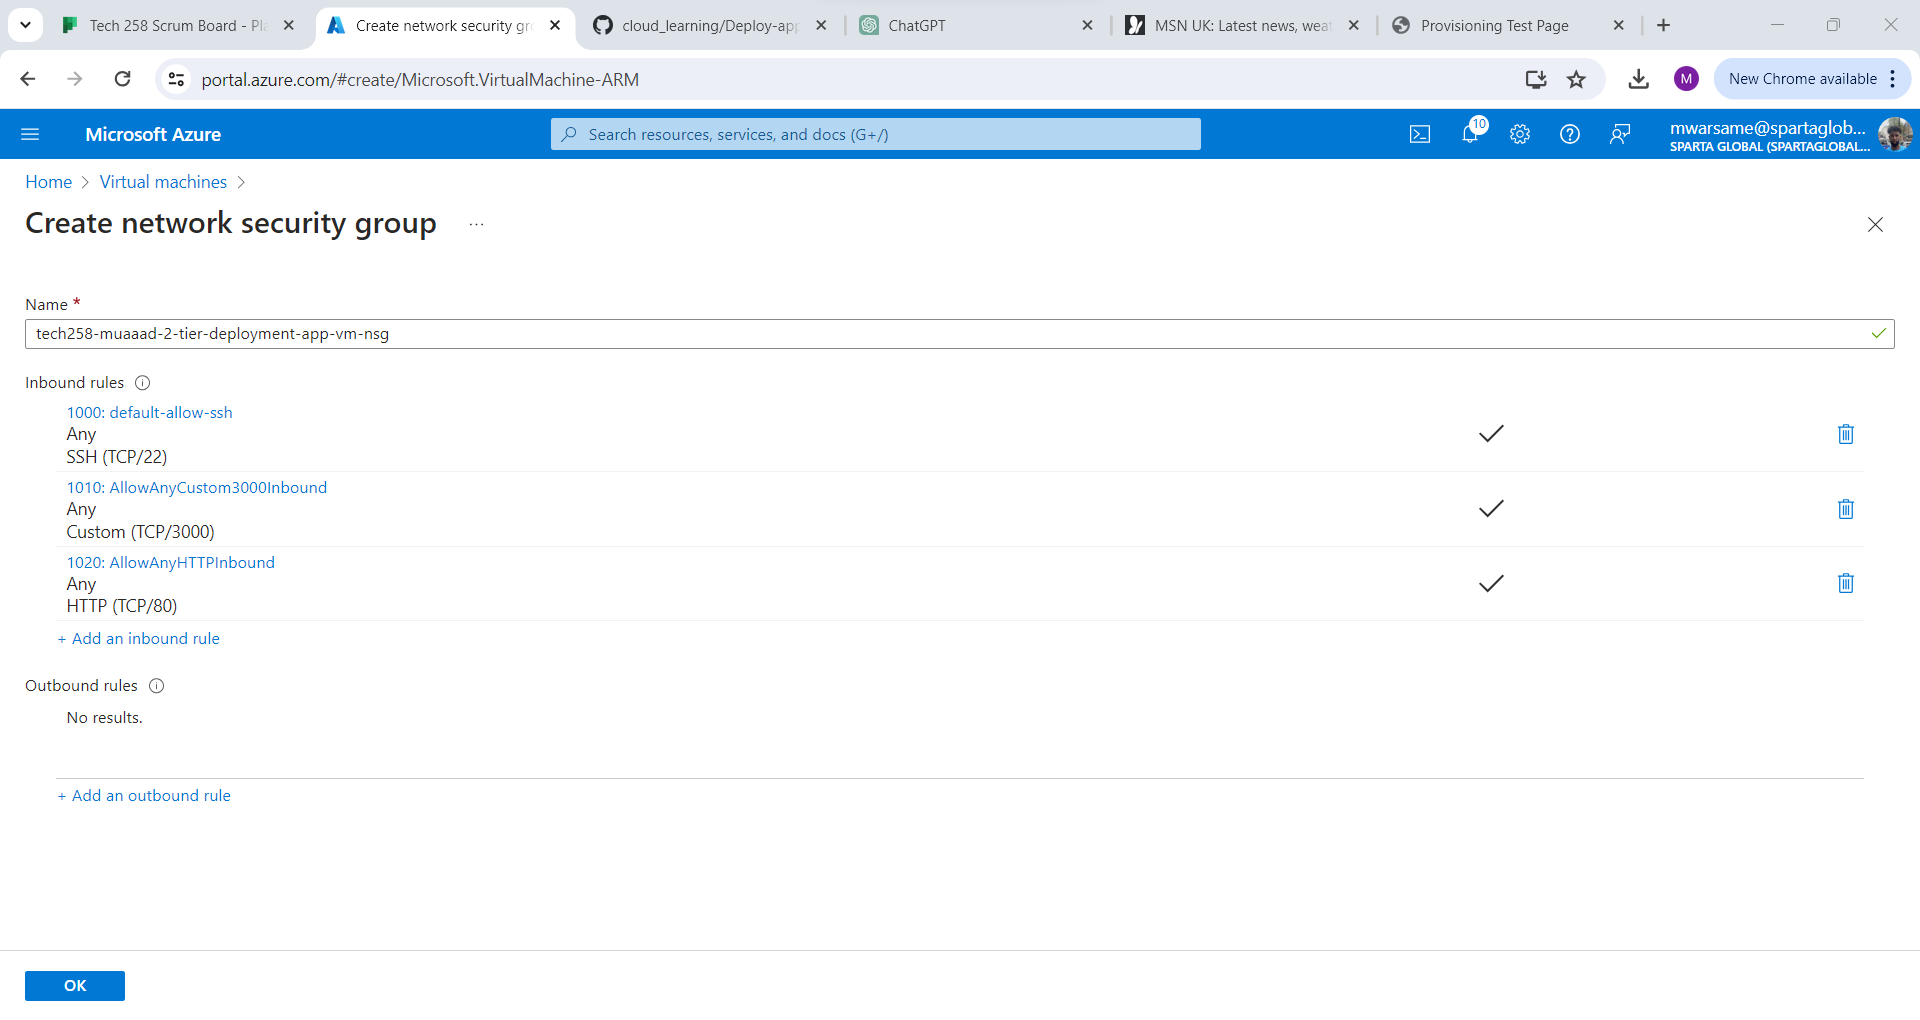 Tech 258 Scrum Board - Pla
Create network security gro
cloud_learning/Deploy-app
ChatGPT
MSN UK: Latest news, weat
Provisioning Test Page
portal.azure.com/#create/Microsoft.VirtualMachine-ARM
M
New Chrome available
Microsoft Azure
Search resources, services, and docs (G+/)
10
mwarsame@spartaglob...
SPARTA GLOBAL (SPARTAGLOBAL...
Home > Virtual machines >
Create network security group ...
Name *
tech258-muaaad-2-tier-deployment-app-vm-nsg
Inbound rules
1000: default-allow-ssh
Any
SSH (TCP/22)
1010: AllowAnyCustom3000Inbound
Any
Custom (TCP/3000)
1020: AllowAnyHTTPInbound
Any
HTTP (TCP/80)
+ Add an inbound rule
Outbound rules
No results.
+ Add an outbound rule
OK